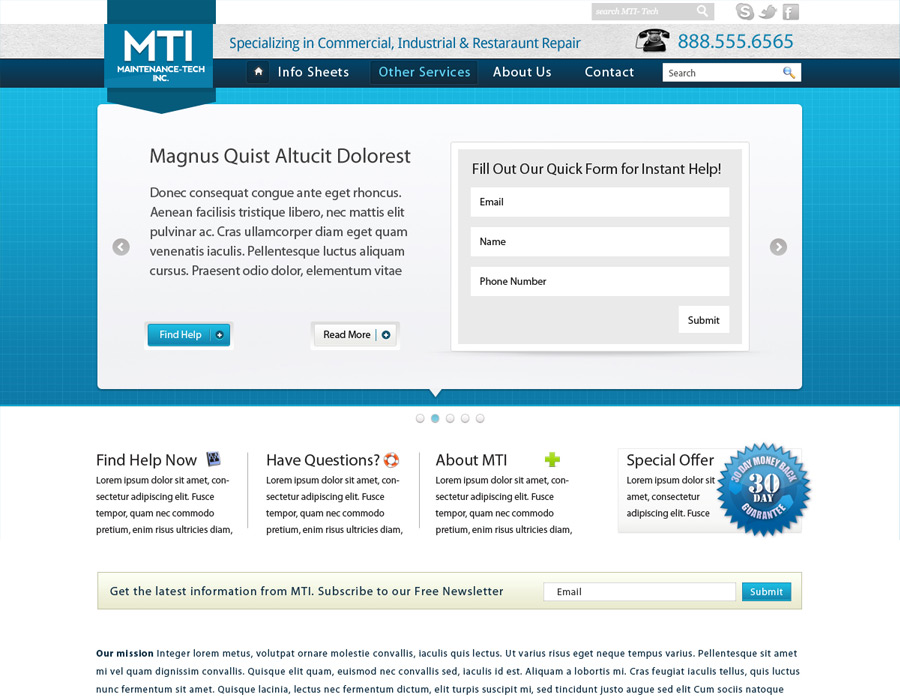 search MTI- Tech
MTI
MAINTENANCE-TECH
INC.
Specializing in Commercial, Industrial & Restaraunt Repair
888.555.6565
Info Sheets
Other Services
About Us
Contact
Search
Magnus Quist Altucit Dolorest
Donec consequat congue ante eget rhoncus.
Aenean facilisis tristique libero, nec mattis elit
pulvinar ac. Cras ullamcorper diam eget quam
venenatis iaculis. Pellentesque luctus aliquam
cursus. Praesent odio dolor, elementum vitae
Find Help
Read More
Fill Out Our Quick Form for Instant Help!
Email
Name
Phone Number
Submit
Find Help Now
Lorem ipsum dolor sit amet, con-
sectetur adipiscing elit. Fusce
tempor, quam nec commodo
pretium, enim risus ultricies diam,
Have Questions?
Lorem ipsum dolor sit amet, con-
sectetur adipiscing elit. Fusce
tempor, quam nec commodo
pretium, enim risus ultricies diam,
About MTI
Lorem ipsum dolor sit amet, con-
sectetur adipiscing elit. Fusce
tempor, quam nec commodo
pretium, enim risus ultricies diam,
Special Offer
Lorem ipsum dolor sit
amet, consectetur
adipiscing elit. Fusce
30 DAY MONEY BACK
30
DAY
GUARANTEE
Get the latest information from MTI. Subscribe to our Free Newsletter
Email
Submit
Our mission Integer lorem metus, volutpat ornare molestie convallis, iaculis quis lectus. Ut varius risus eget neque tempus varius. Pellentesque sit amet
mi vel quam dignissim convallis. Quisque elit quam, euismod nec convallis sed, iaculis id est. Aliquam a lobortis mi. Cras feugiat iaculis tellus, quis luctus
nunc fermentum sit amet. Quisque lacinia, lectus nec fermentum dictum, elit turpis suscipit mi, sed tincidunt justo augue sed elit Cum sociis natoque